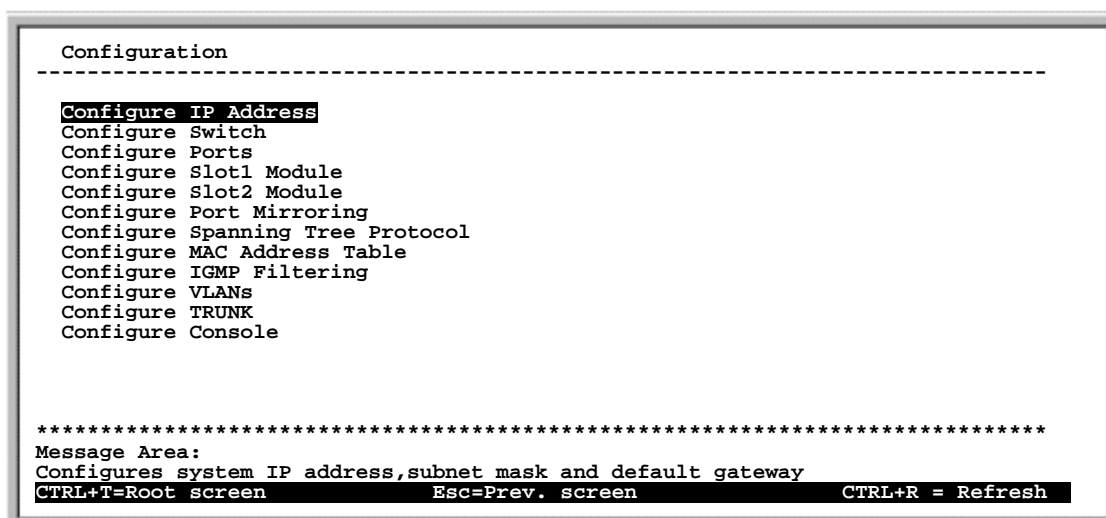 Configuration
--------------------------------------------------------------------------------
Configure IP Address
Configure Switch
Configure Ports
Configure Slot1 Module
Configure Slot2 Module
Configure Port Mirroring
Configure Spanning Tree Protocol
Configure MAC Address Table
Configure IGMP Filtering
Configure VLANs
Configure TRUNK
Configure Console
********************************************************************************
Message Area:
Configures system IP address,subnet mask and default gateway
CTRL+T=Root screen Esc=Prev. screen CTRL+R = Refresh